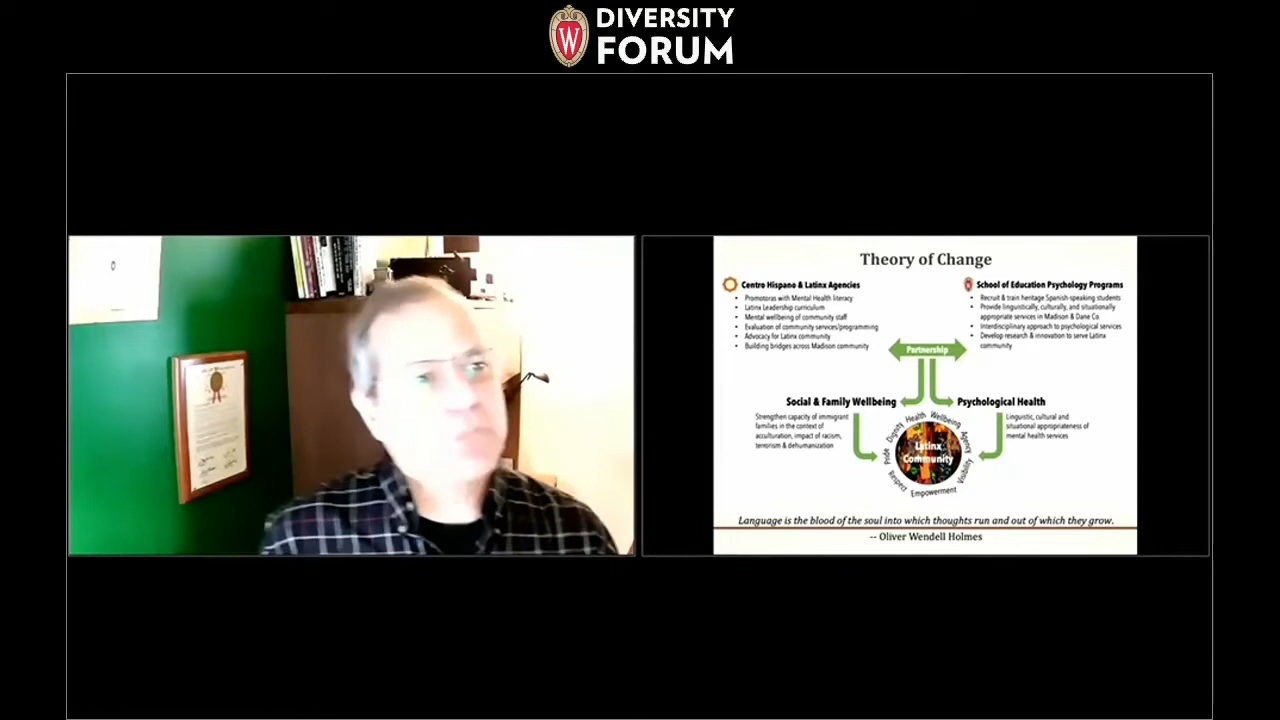 DIVERSITY
FORUM
W
Theory of Change
Centro Hispano & Latinx Agencies
• Promotoras with Mental Health literacy
• Latinx Leadership curriculum
• Mental wellbeing of community staff
• Evaluation of community services/programming
• Advocacy for Latinx community
• Building bridges across Madison community
School of Education Psychology Programs
• Recruit & train heritage Spanish-speaking students
• Provide linguistically, culturally, and situationally
appropriate services in Madison & Dane Co.
• Interdisciplinary approach to psychological services
• Develop research & innovation to serve Latinx
community
Partnership
Social & Family Wellbeing
Strengthen capacity of immigrant
families in the context of
acculturation, impact of racism,
terrorism & dehumanization
Psychological Health
Linguistic, cultural and
situational appropriateness of
mental health services
Pride Dignity Health Wellbeing Agency Visibility Empowerment Respect
Latinx
Community
Language is the blood of the soul into which thoughts run and out of which they grow.
-- Oliver Wendell Holmes